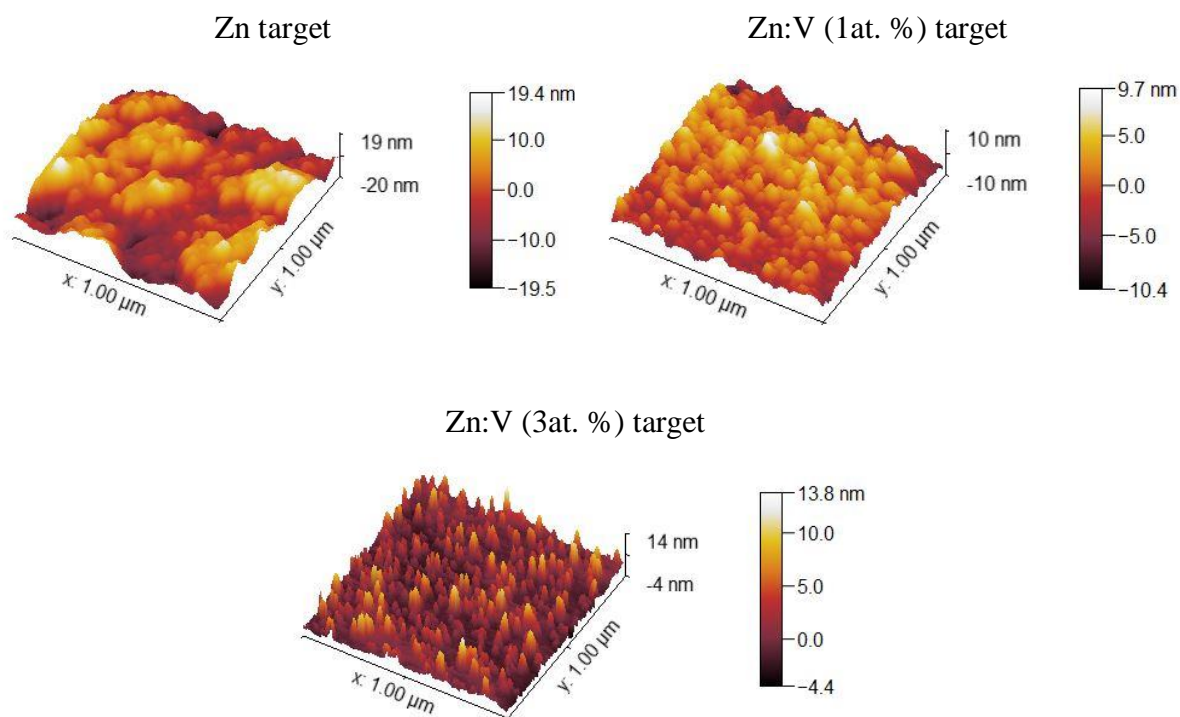 Zn target
19.4 nm
10.0
0.0
−10.0
−19.5
19 nm
-20 nm
x: 1.00 µm
y: 1.00 µm
Zn:V (1at. %) target
9.7 nm
5.0
0.0
−5.0
−10.4
10 nm
-10 nm
x: 1.00 µm
y: 1.00 µm
Zn:V (3at. %) target
13.8 nm
10.0
5.0
0.0
−4.4
14 nm
-4 nm
x: 1.00 µm
y: 1.00 µm